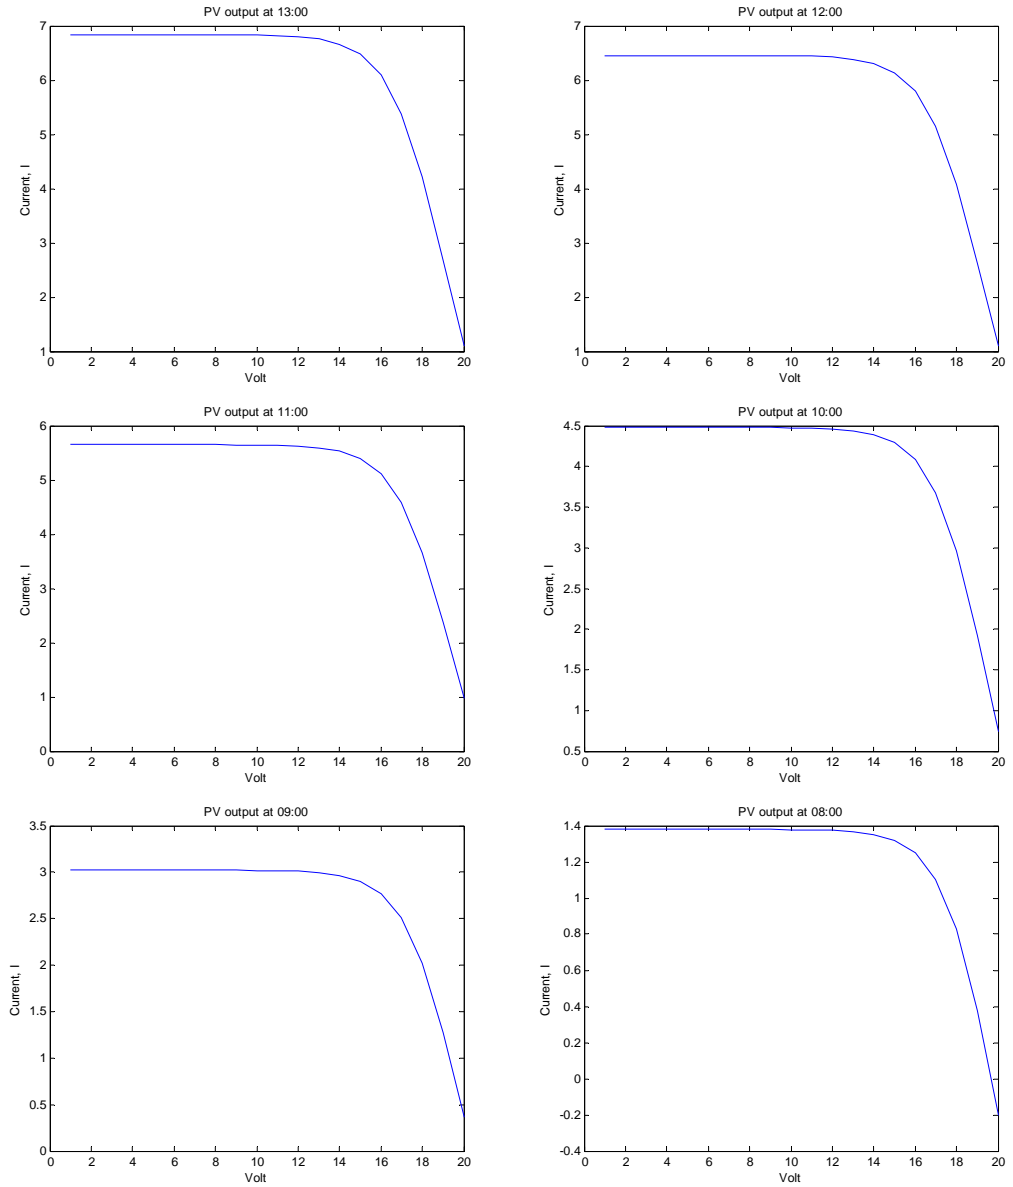 PV output at 13:00
7
6
5
4
3
2
1
Current, I
0 2 4 6 8 10 12 14 16 18 20
Volt
PV output at 12:00
7
6
5
4
3
2
1
Current, I
0 2 4 6 8 10 12 14 16 18 20
Volt
PV output at 11:00
6
5
4
3
2
1
0
Current, I
0 2 4 6 8 10 12 14 16 18 20
Volt
PV output at 10:00
4.5
4
3.5
3
2.5
2
1.5
1
0.5
Current, I
0 2 4 6 8 10 12 14 16 18 20
Volt
PV output at 09:00
3.5
3
2.5
2
1.5
1
0.5
0
Current, I
0 2 4 6 8 10 12 14 16 18 20
Volt
PV output at 08:00
1.4
1.2
1
0.8
0.6
0.4
0.2
0
-0.2
-0.4
Current, I
0 2 4 6 8 10 12 14 16 18 20
Volt